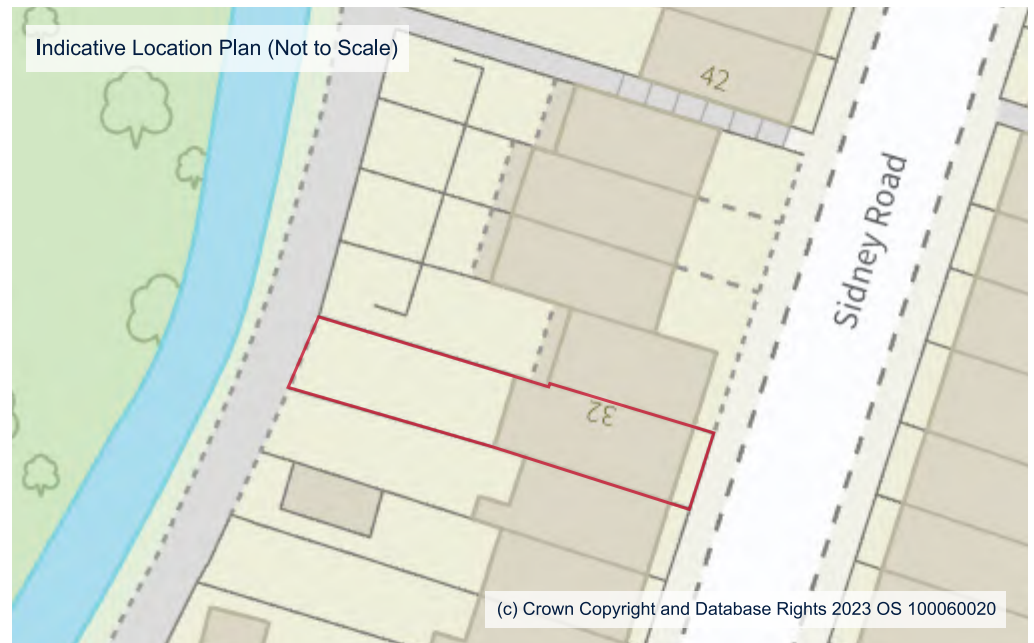 Indicative Location Plan (Not to Scale)
42
Sidney Road
32
(c) Crown Copyright and Database Rights 2023 OS 100060020